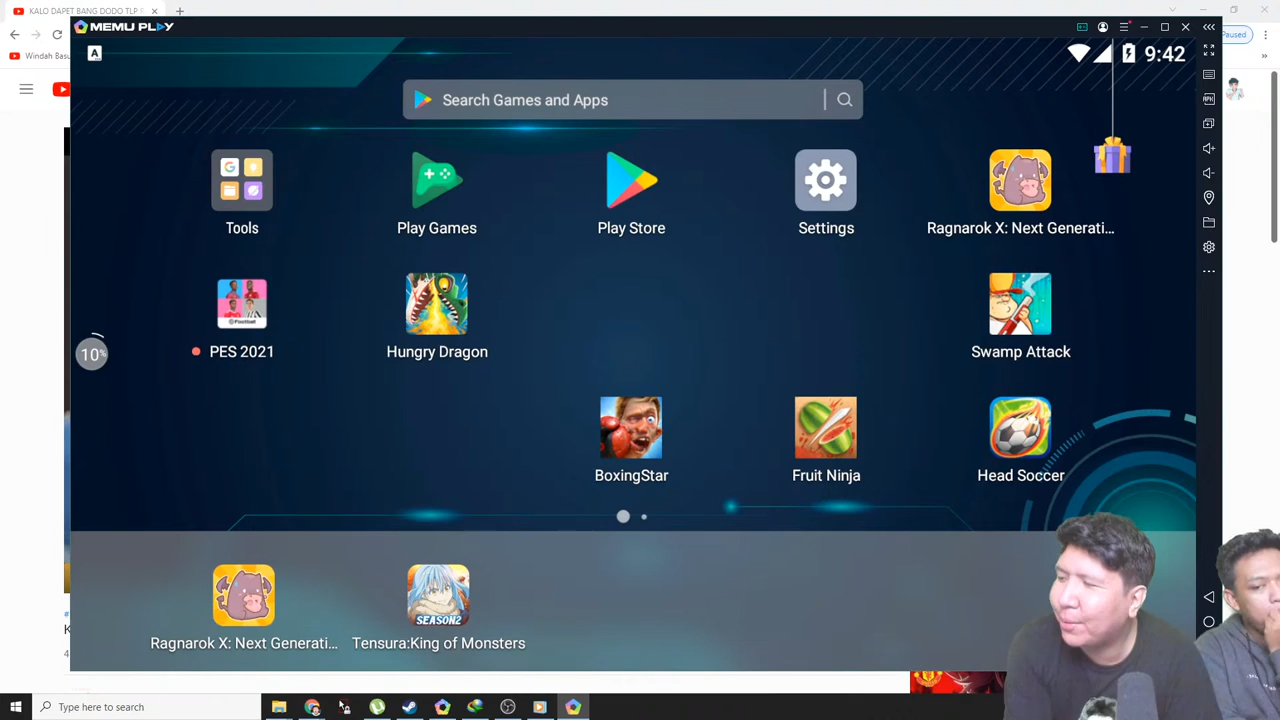 KALO DAPET BANG DODO TLP
MEMU PLAY
Paused
Windah Basu
A
9:42
Search Games and Apps
Tools
Play Games
Play Store
Settings
Ragnarok X: Next Generati...
PES 2021
Hungry Dragon
Swamp Attack
10%
BoxingStar
Fruit Ninja
Head Soccer
SEASON2
Ragnarok X: Next Generati...
Tensura:King of Monsters
Type here to search